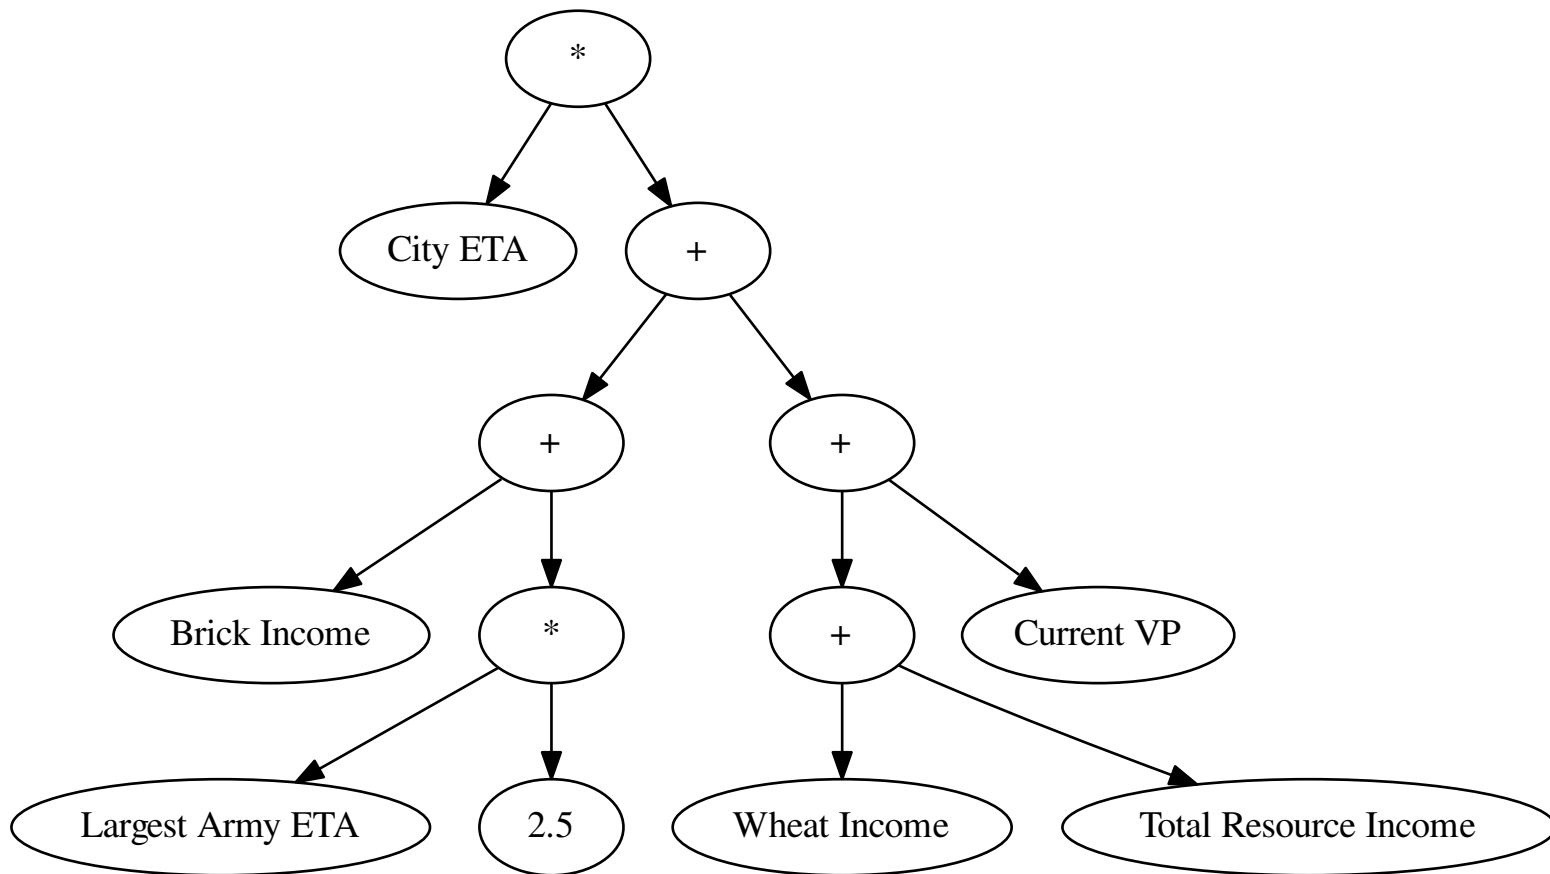 *
City ETA
+
+
+
Brick Income
*
+
Current VP
Largest Army ETA
2.5
Wheat Income
Total Resource Income